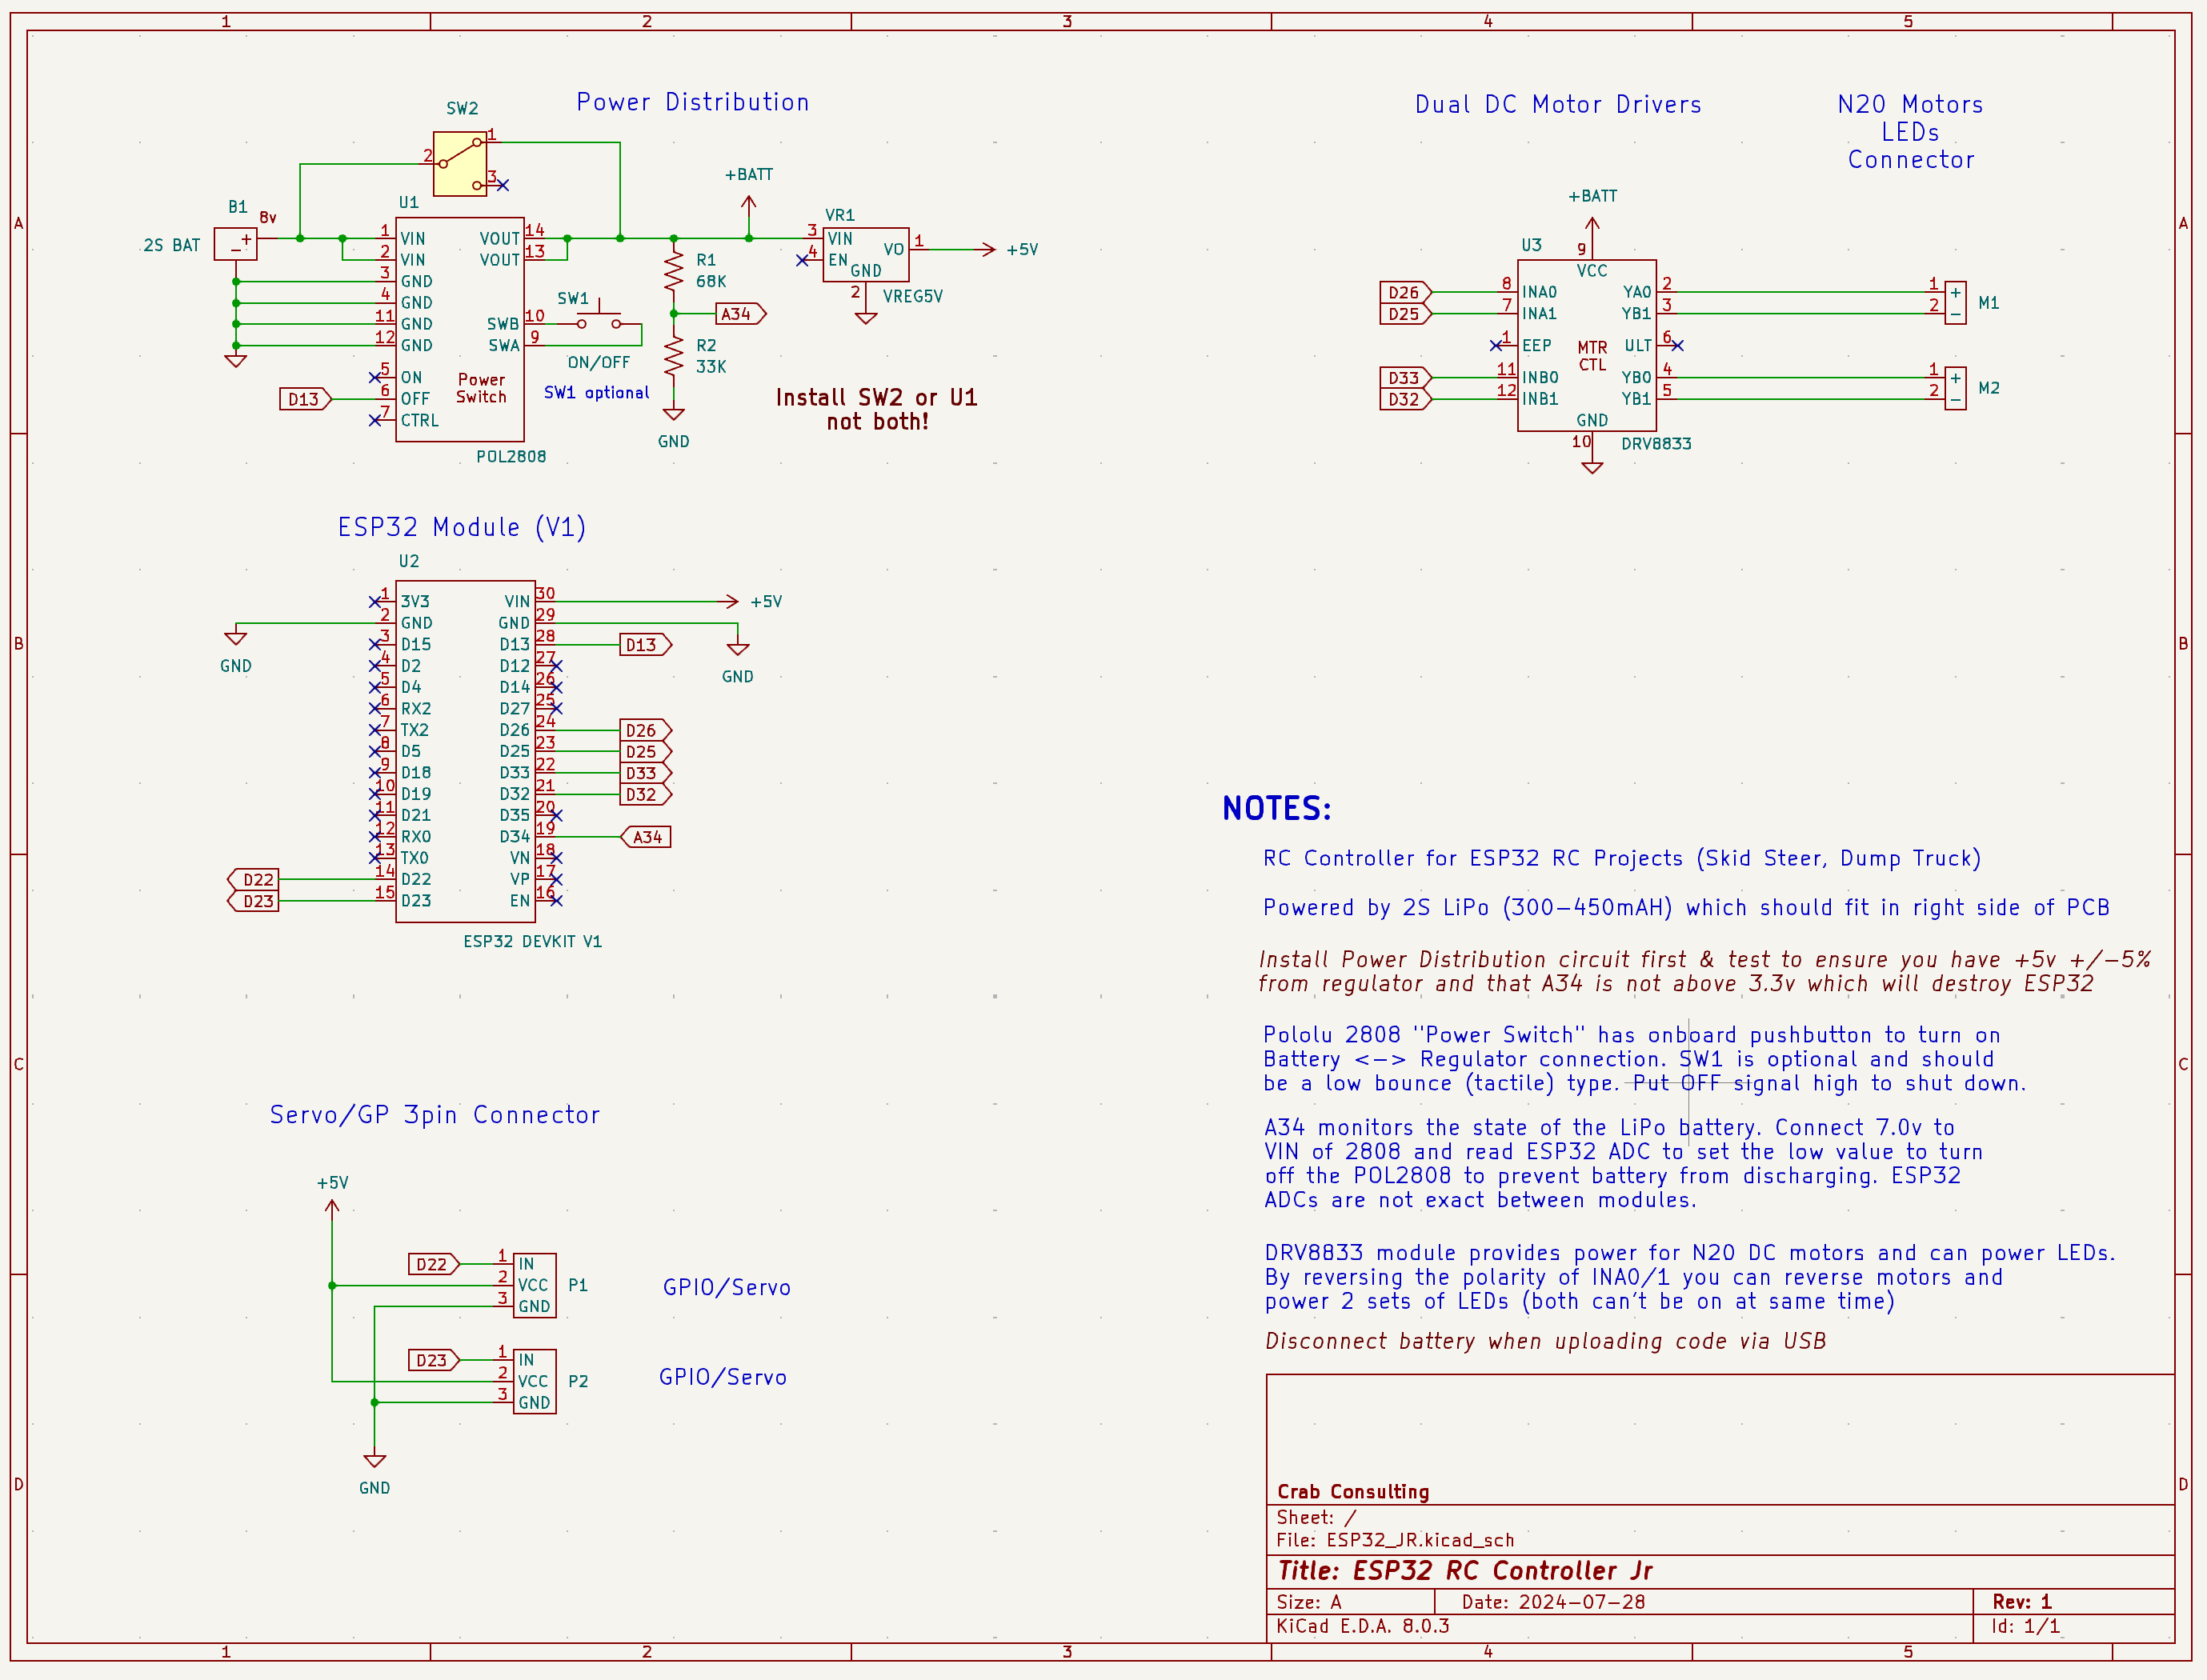 1 2 3 4 5
A
B
C
D
Power Distribution
SW2
1
2
3
+BATT
U1
B1
8v
2S BAT
+
−
1 VIN
2 VIN
3 GND
4 GND
11 GND
12 GND
5 ON
6 OFF
7 CTRL
D13
VOUT 14
VOUT 13
SWB 10
SWA 9
Power
Switch
POL2808
SW1
ON/OFF
SW1 optional
R1
68K
A34
R2
33K
GND
VR1
3 VIN
4 EN
GND
2
VO 1
VREG5V
+5V
Install SW2 or U1
not both!
Dual DC Motor Drivers
N20 Motors
LEDs
Connector
+BATT
U3
9
VCC
D26 8 INA0
D25 7 INA1
1 EEP
D33 11 INB0
D32 12 INB1
MTR
CTL
YA0 2
YB1 3
ULT 6
YB0 4
YB1 5
GND
10
DRV8833
1 +
2 −
M1
1 +
2 −
M2
ESP32 Module (V1)
U2
1 3V3 VIN 30 +5V
2 GND GND 29
3 D15 D13 28 D13
4 D2 D12 27
5 D4 D14 26
6 RX2 D27 25
7 TX2 D26 24 D26
8 D5 D25 23 D25
9 D18 D33 22 D33
10 D19 D32 21 D32
11 D21 D35 20
12 RX0 D34 19 A34
13 TX0 VN 18
D22 14 D22 VP 17
D23 15 D23 EN 16
GND
GND
ESP32 DEVKIT V1
Servo/GP 3pin Connector
+5V
D22 1 IN
2 VCC P1
3 GND
GPIO/Servo
D23 1 IN
2 VCC P2
3 GND
GPIO/Servo
GND
NOTES:
RC Controller for ESP32 RC Projects (Skid Steer, Dump Truck)
Powered by 2S LiPo (300-450mAH) which should fit in right side of PCB
Install Power Distribution circuit first & test to ensure you have +5v +/-5%
from regulator and that A34 is not above 3.3v which will destroy ESP32
Pololu 2808 "Power Switch" has onboard pushbutton to turn on
Battery <-> Regulator connection. SW1 is optional and should
be a low bounce (tactile) type. Put OFF signal high to shut down.
A34 monitors the state of the LiPo battery. Connect 7.0v to
VIN of 2808 and read ESP32 ADC to set the low value to turn
off the POL2808 to prevent battery from discharging. ESP32
ADCs are not exact between modules.
DRV8833 module provides power for N20 DC motors and can power LEDs.
By reversing the polarity of INA0/1 you can reverse motors and
power 2 sets of LEDs (both can't be on at same time)
Disconnect battery when uploading code via USB
Crab Consulting
Sheet: /
File: ESP32_JR.kicad_sch
Title: ESP32 RC Controller Jr
Size: A Date: 2024-07-28 Rev: 1
KiCad E.D.A. 8.0.3 Id: 1/1
A
B
C
D
1 2 3 4 5